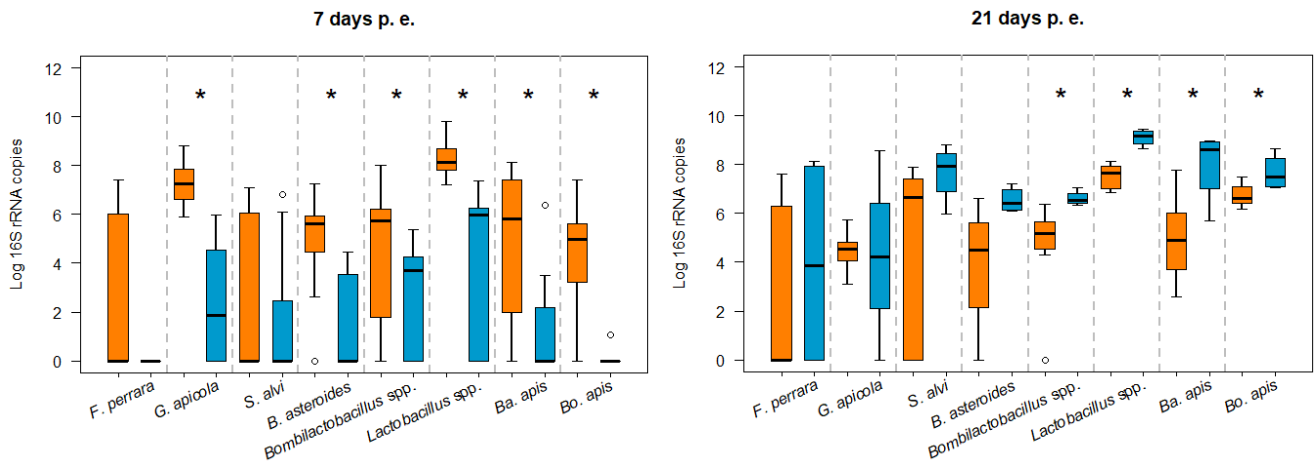 7 days p. e.
Log 16S rRNA copies
12
10
8
6
4
2
0
* * * * * *
F. perrara
G. apicola
S. alvi
B. asteroides
Bombilactobacillus spp.
Lactobacillus spp.
Ba. apis
Bo. apis
21 days p. e.
Log 16S rRNA copies
12
10
8
6
4
2
0
* * * *
F. perrara
G. apicola
S. alvi
B. asteroides
Bombilactobacillus spp.
Lactobacillus spp.
Ba. apis
Bo. apis